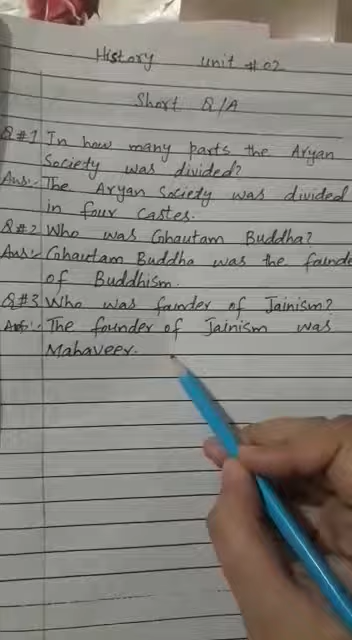 History unit #02
Short Q/A
Q#1 In how many parts the Aryan
Society was divided?
Ans:- The Aryan Society was divided
in four castes.
Q#2 Who was Ghautam Buddha?
Ans:- Ghautam Buddha was the founde
of Buddhism.
Q#3 Who was founder of Jainism?
Ans:- The founder of Jainism was
Mahaveer.